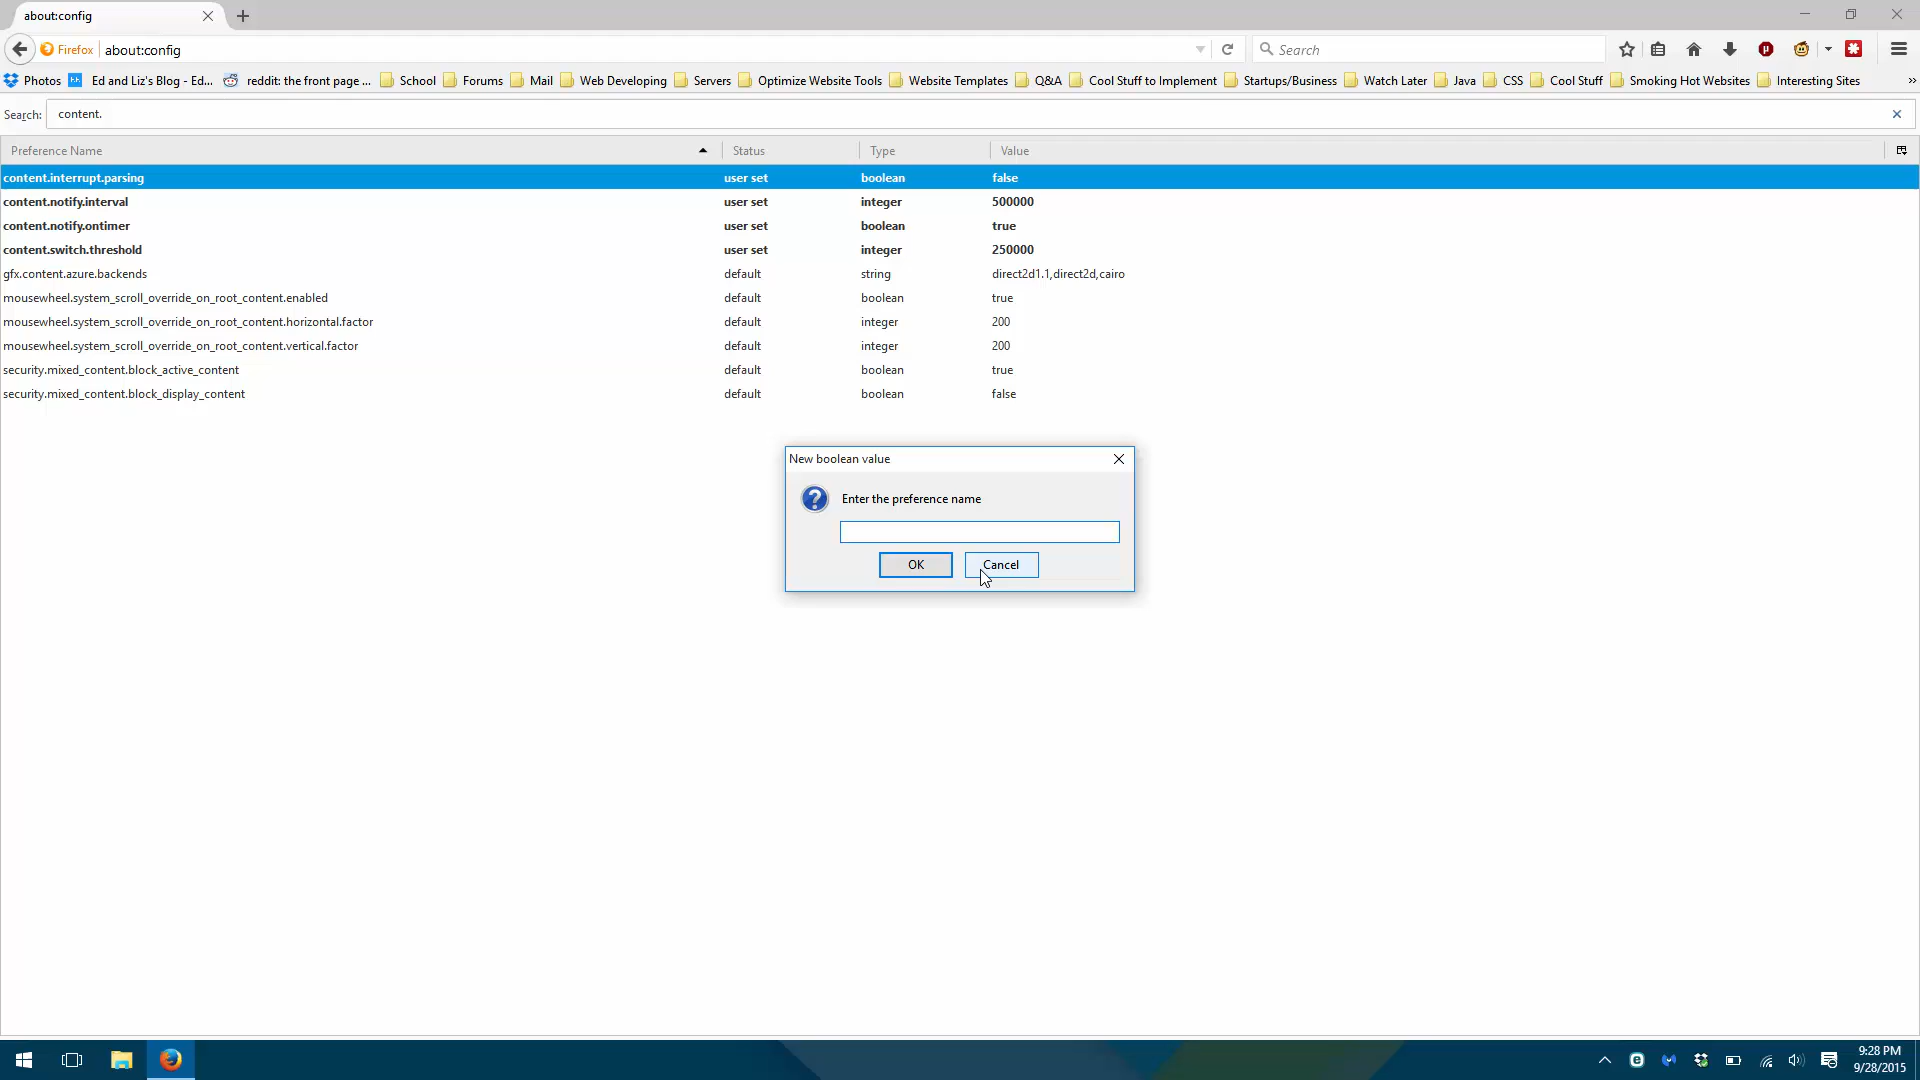 about:config
Firefox about:config Search
Photos Ed and Liz's Blog - Ed... reddit: the front page ... School Forums Mail Web Developing Servers Optimize Website Tools Website Templates Q&A Cool Stuff to Implement Startups/Business Watch Later Java CSS Cool Stuff Smoking Hot Websites Interesting Sites »
Search: content.
Preference Name Status Type Value
content.interrupt.parsing user set boolean false
content.notify.interval user set integer 500000
content.notify.ontimer user set boolean true
content.switch.threshold user set integer 250000
gfx.content.azure.backends default string direct2d1.1,direct2d,cairo
mousewheel.system_scroll_override_on_root_content.enabled default boolean true
mousewheel.system_scroll_override_on_root_content.horizontal.factor default integer 200
mousewheel.system_scroll_override_on_root_content.vertical.factor default integer 200
security.mixed_content.block_active_content default boolean true
security.mixed_content.block_display_content default boolean false
New boolean value
Enter the preference name
OK Cancel
9:28 PM
9/28/2015